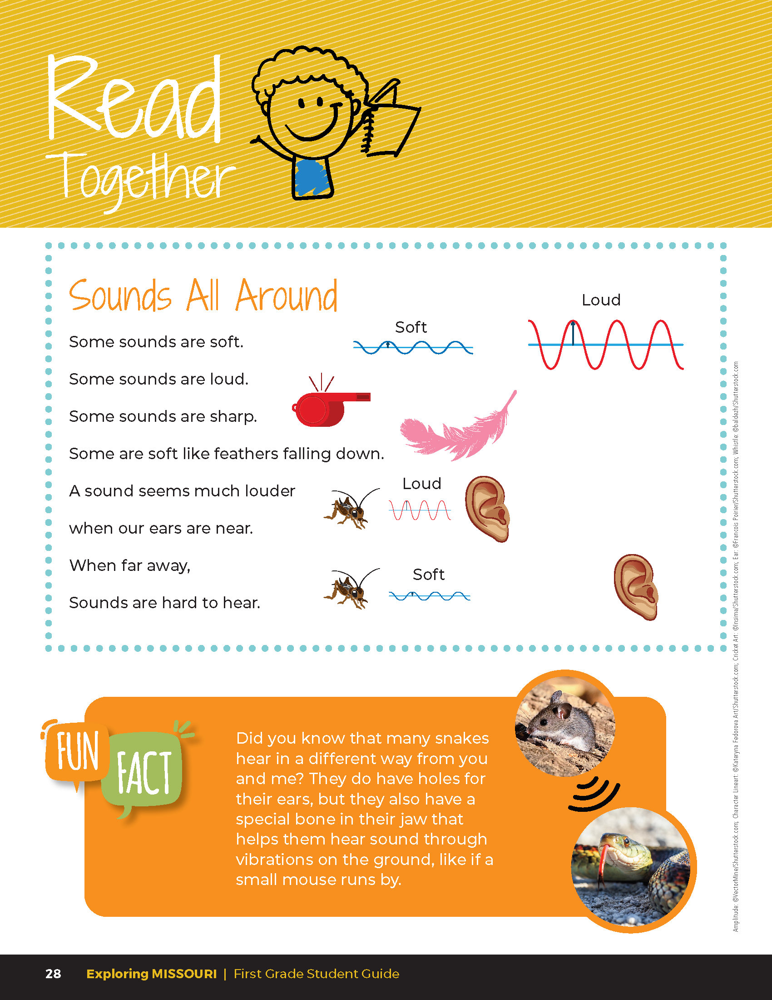 Read
Together
Sounds All Around
Loud
Soft
Some sounds are soft.
Some sounds are loud.
Some sounds are sharp.
Some are soft like feathers falling down.
Loud
A sound seems much louder
when our ears are near.
When far away,
Soft
Sounds are hard to hear.
FUN
FACT
Did you know that many snakes
hear in a different way from you
and me? They do have holes for
their ears, but they also have a
special bone in their jaw that
helps them hear sound through
vibrations on the ground, like if a
small mouse runs by.
Amplitude: ©VectorMine/Shutterstock.com; Character Lineart: ©Kateryna Fedorova Art/Shutterstock.com; Cricket Art: ©Insima/Shutterstock.com; Ear: ©Francois Poirier/Shutterstock.com; Whistle: ©baldezh/Shutterstock.com
28 Exploring MISSOURI | First Grade Student Guide